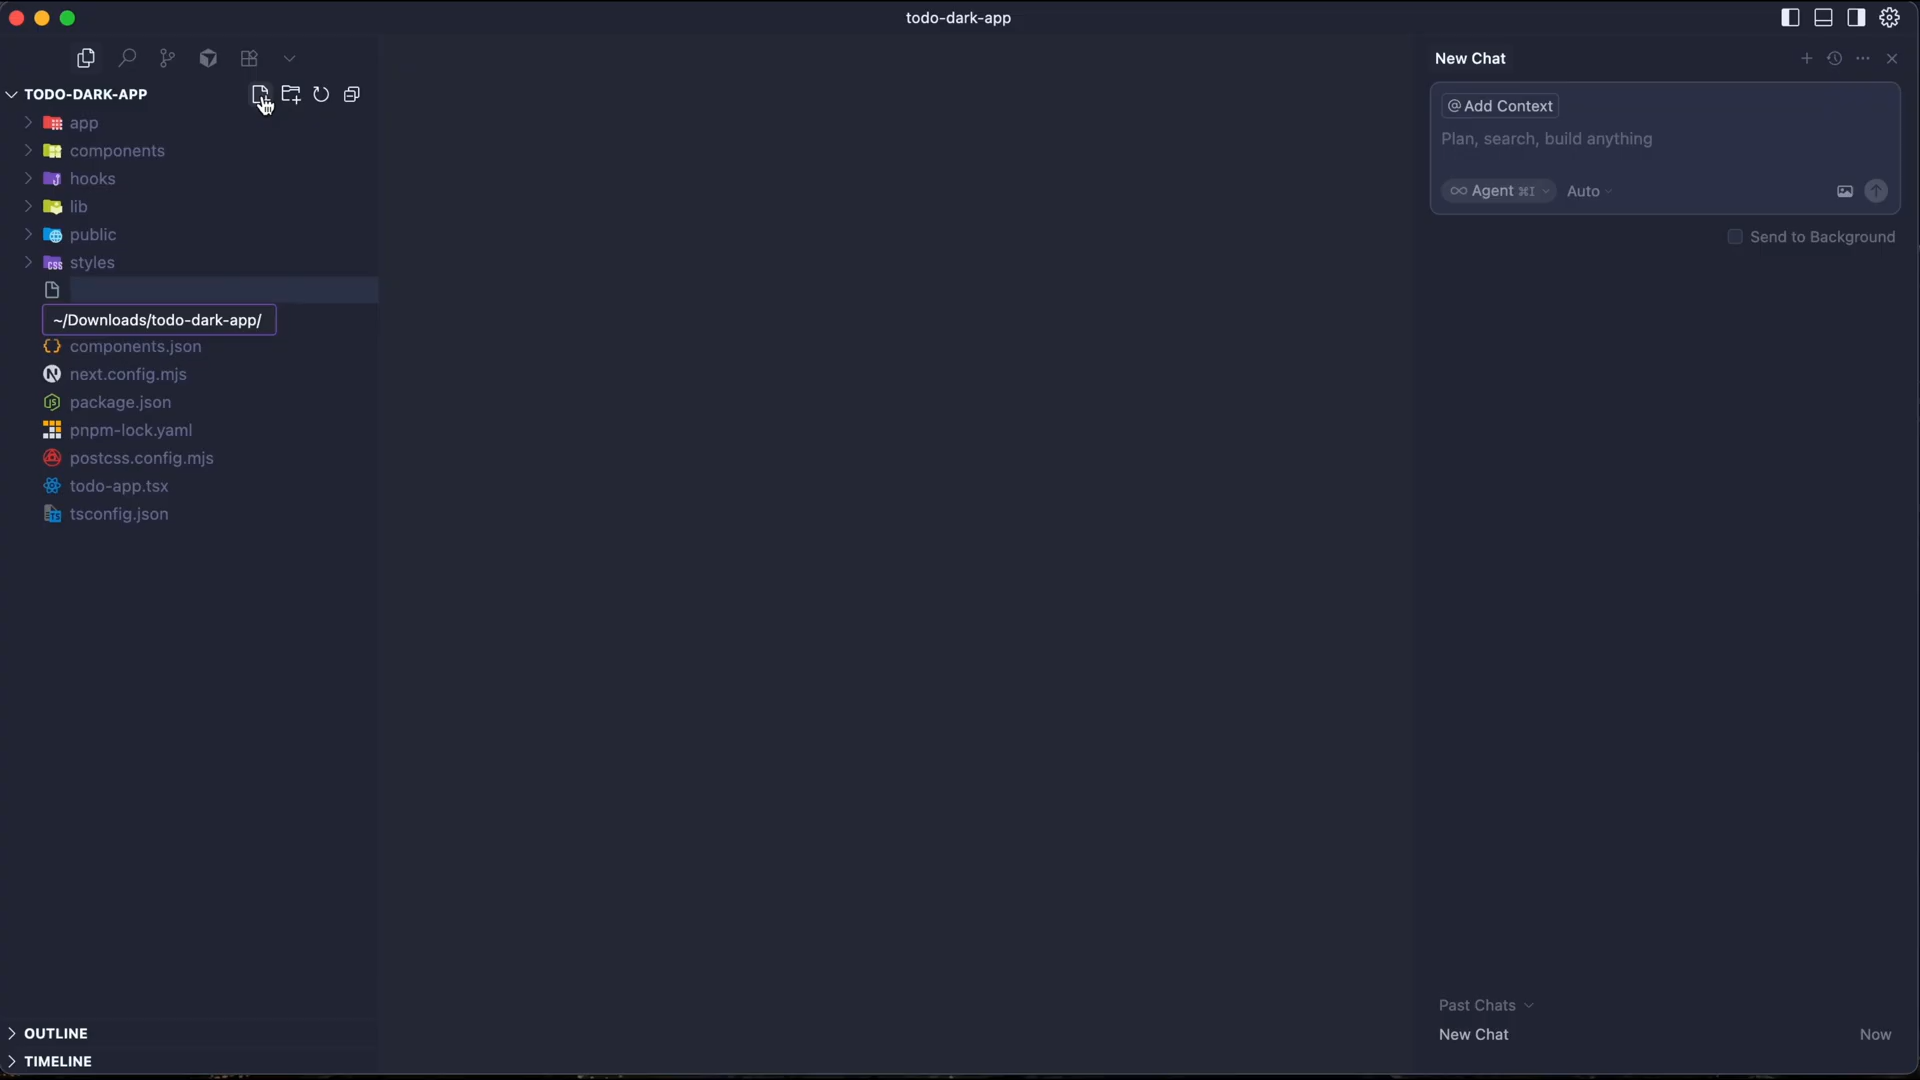 todo-dark-app
TODO-DARK-APP
app
components
hooks
lib
public
styles
~/Downloads/todo-dark-app/
components.json
next.config.mjs
package.json
pnpm-lock.yaml
postcss.config.mjs
todo-app.tsx
tsconfig.json
OUTLINE
TIMELINE
New Chat
@ Add Context
Plan, search, build anything
Agent ⌘I Auto
Send to Background
Past Chats
New Chat Now